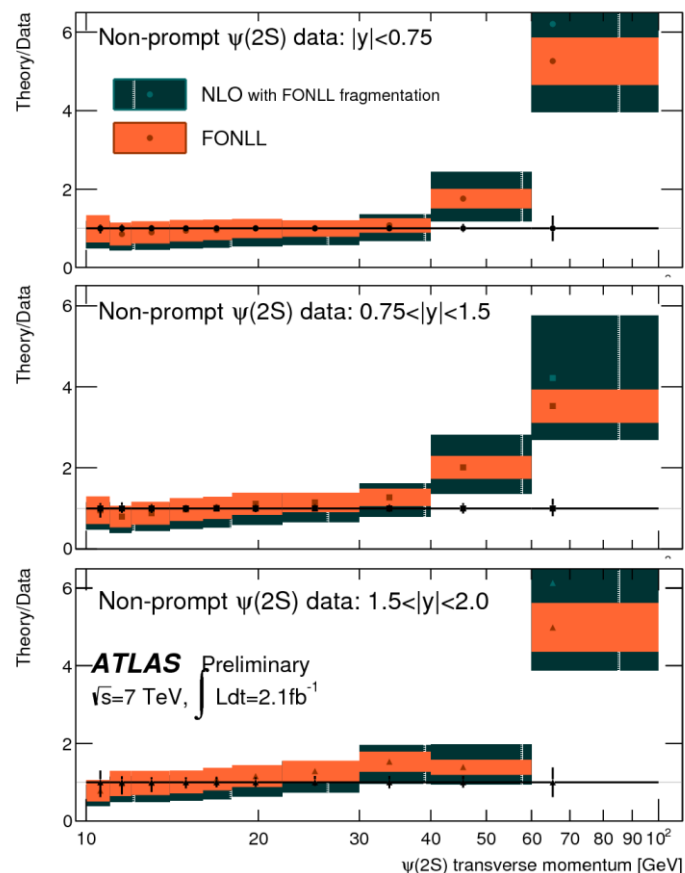 Theory/Data
6
4
2
0
Non-prompt ψ(2S) data: |y|<0.75
NLO with FONLL fragmentation
FONLL
Theory/Data
6
4
2
0
Non-prompt ψ(2S) data: 0.75<|y|<1.5
Theory/Data
6
4
2
0
Non-prompt ψ(2S) data: 1.5<|y|<2.0
ATLAS Preliminary
√s=7 TeV, ∫ Ldt=2.1fb⁻¹
10 20 30 40 50 60 70 80 90 10²
ψ(2S) transverse momentum [GeV]